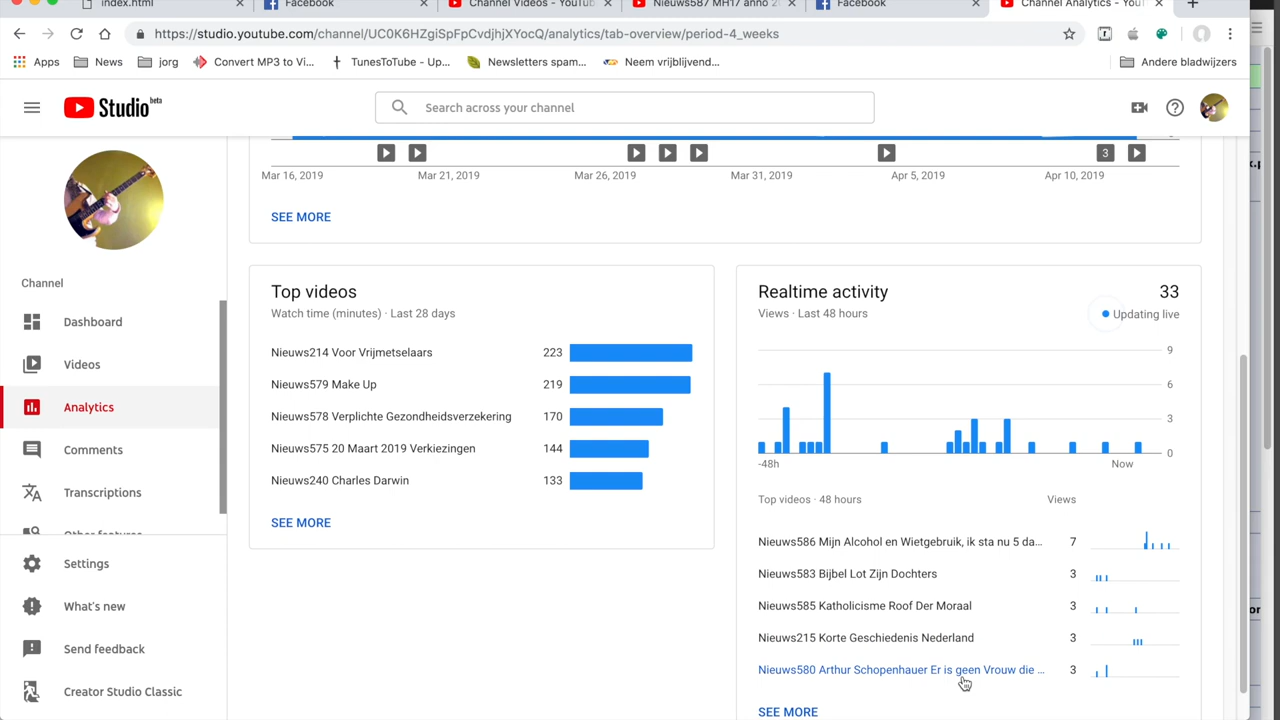 index.html
Facebook
Channel Videos - YouTub
Nieuws587 MH17 anno 2
Facebook
Channel Analytics - You
https://studio.youtube.com/channel/UC0K6HZgiSpFpCvdjhjXYocQ/analytics/tab-overview/period-4_weeks
Apps News jorg Convert MP3 to Vi... TunesToTube - Up... Newsletters spam... Neem vrijblijvend... Andere bladwijzers
Studio beta
Search across your channel
Mar 16, 2019 Mar 21, 2019 Mar 26, 2019 Mar 31, 2019 Apr 5, 2019 Apr 10, 2019
3
SEE MORE
Channel
Dashboard
Videos
Analytics
Comments
Transcriptions
Other features
Settings
What's new
Send feedback
Creator Studio Classic
Top videos
Watch time (minutes) · Last 28 days
Nieuws214 Voor Vrijmetselaars 223
Nieuws579 Make Up 219
Nieuws578 Verplichte Gezondheidsverzekering 170
Nieuws575 20 Maart 2019 Verkiezingen 144
Nieuws240 Charles Darwin 133
SEE MORE
Realtime activity 33
Views · Last 48 hours Updating live
9
6
3
0
-48h Now
Top videos · 48 hours Views
Nieuws586 Mijn Alcohol en Wietgebruik, ik sta nu 5 da... 7
Nieuws583 Bijbel Lot Zijn Dochters 3
Nieuws585 Katholicisme Roof Der Moraal 3
Nieuws215 Korte Geschiedenis Nederland 3
Nieuws580 Arthur Schopenhauer Er is geen Vrouw die ... 3
SEE MORE